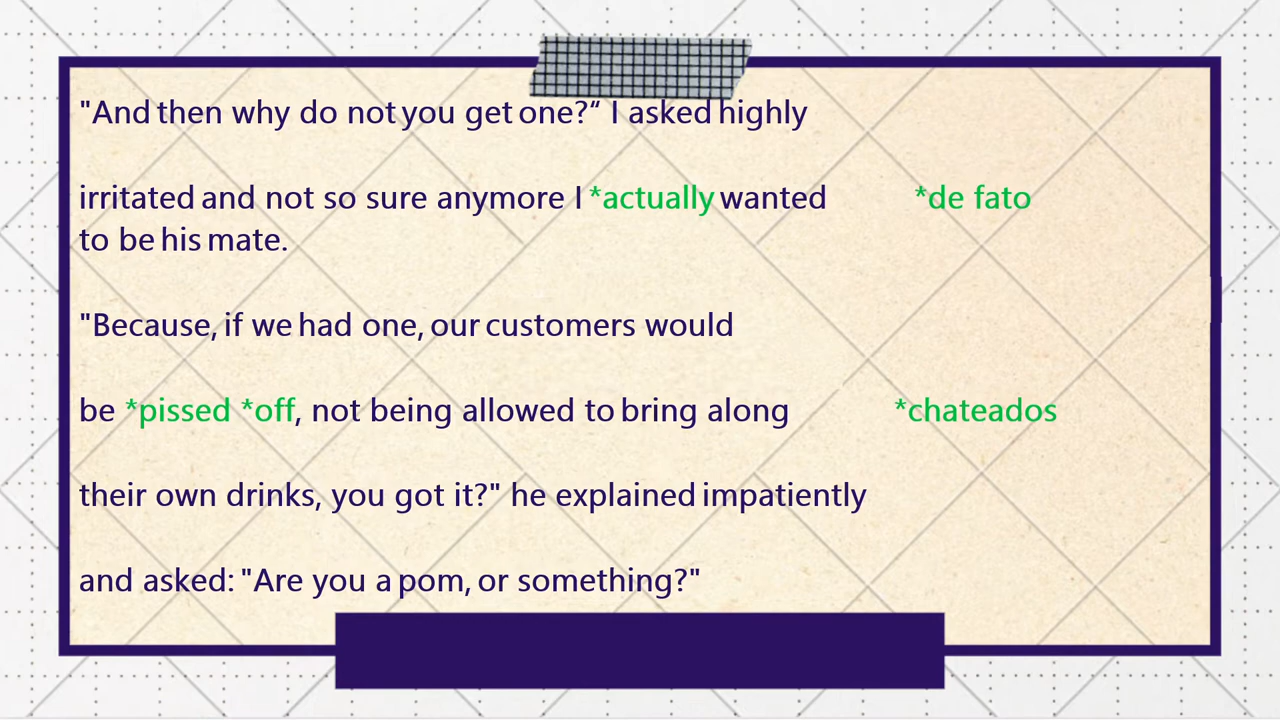 "And then why do not you get one?“ I asked highly
irritated and not so sure anymore I *actually wanted *de fato
to be his mate.
"Because, if we had one, our customers would
be *pissed *off, not being allowed to bring along *chateados
their own drinks, you got it?" he explained impatiently
and asked: "Are you a pom, or something?"